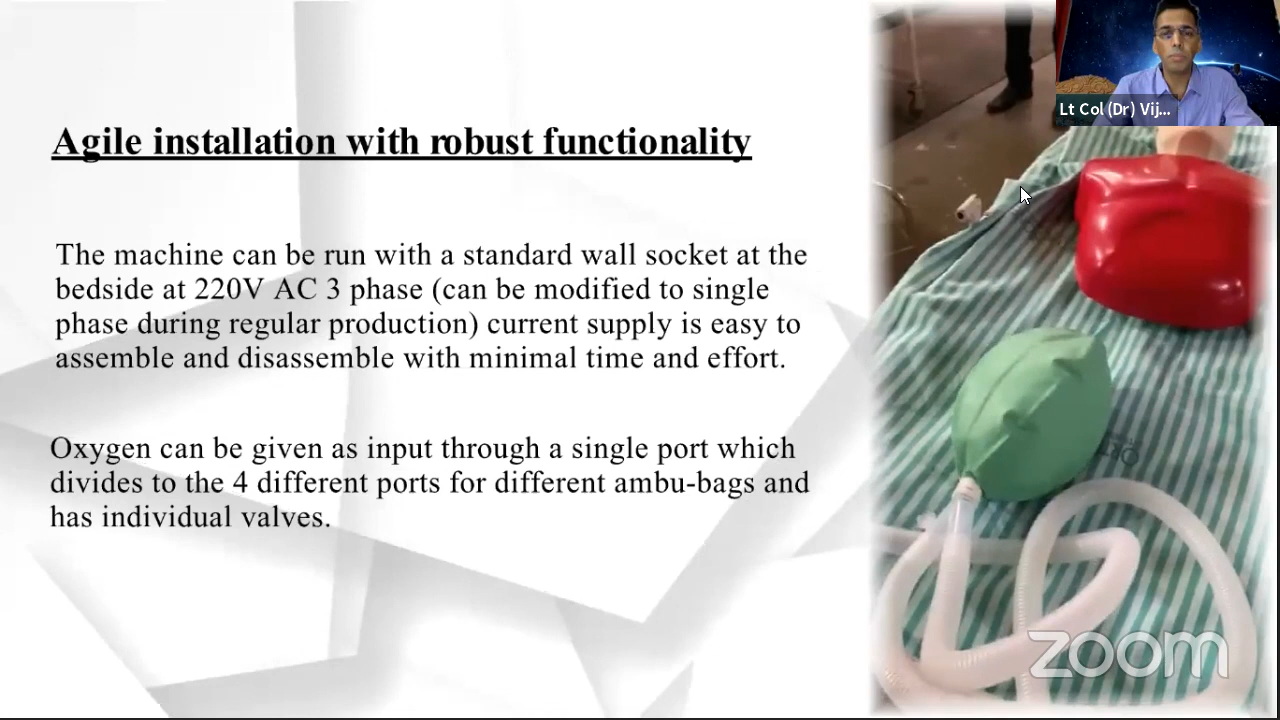 Lt Col (Dr) Vij...
Agile installation with robust functionality
The machine can be run with a standard wall socket at the
bedside at 220V AC 3 phase (can be modified to single
phase during regular production) current supply is easy to
assemble and disassemble with minimal time and effort.
Oxygen can be given as input through a single port which
divides to the 4 different ports for different ambu-bags and
has individual valves.
zoom